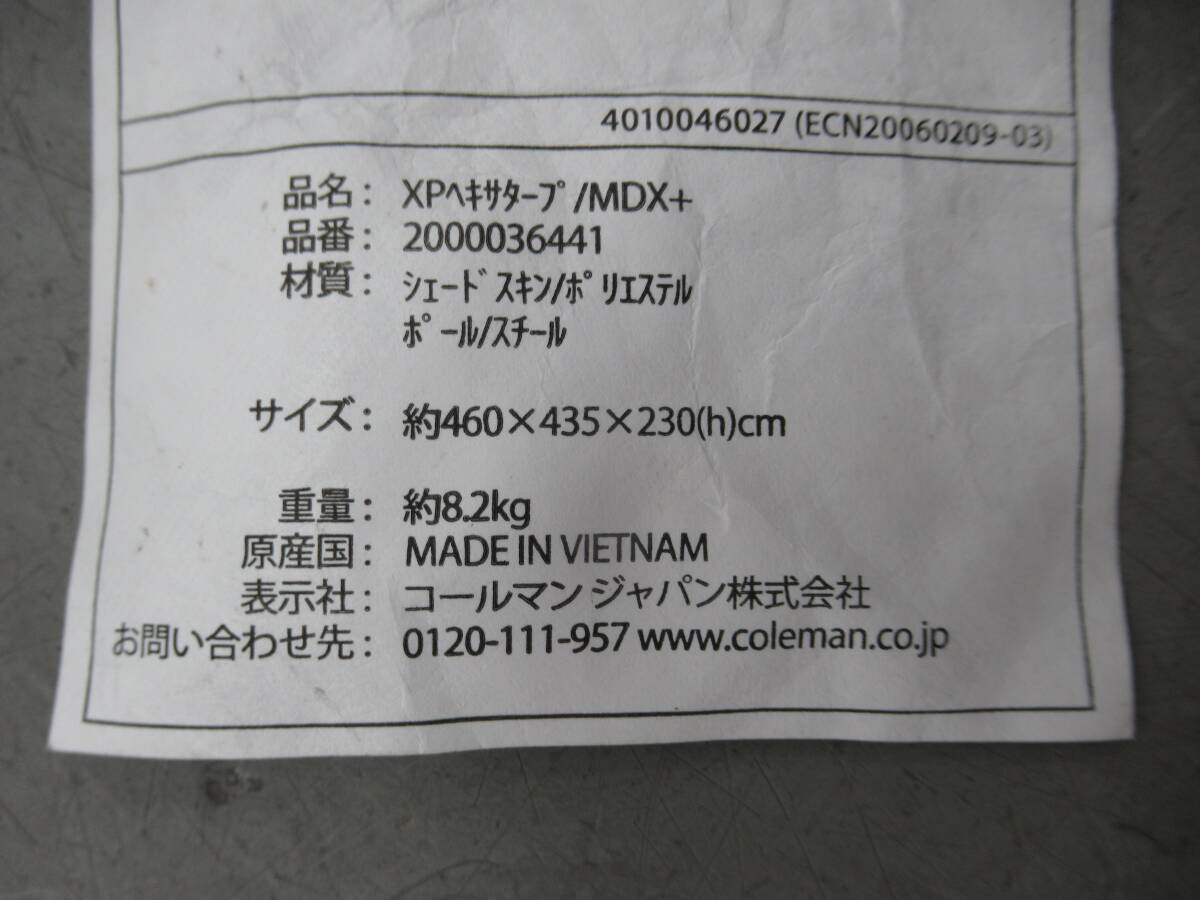 4010046027 (ECN20060209-03)
品名： XPﾍｷｻﾀｰﾌﾟ/MDX+
品番： 2000036441
材質： ｼｪｰﾄﾞｽｷﾝ/ﾎﾟﾘｴｽﾃﾙ
ﾎﾟｰﾙ/ｽﾁｰﾙ
サイズ： 約460×435×230(h)cm
重量： 約8.2kg
原産国： MADE IN VIETNAM
表示社： コールマン ジャパン株式会社
お問い合わせ先： 0120-111-957 www.coleman.co.jp